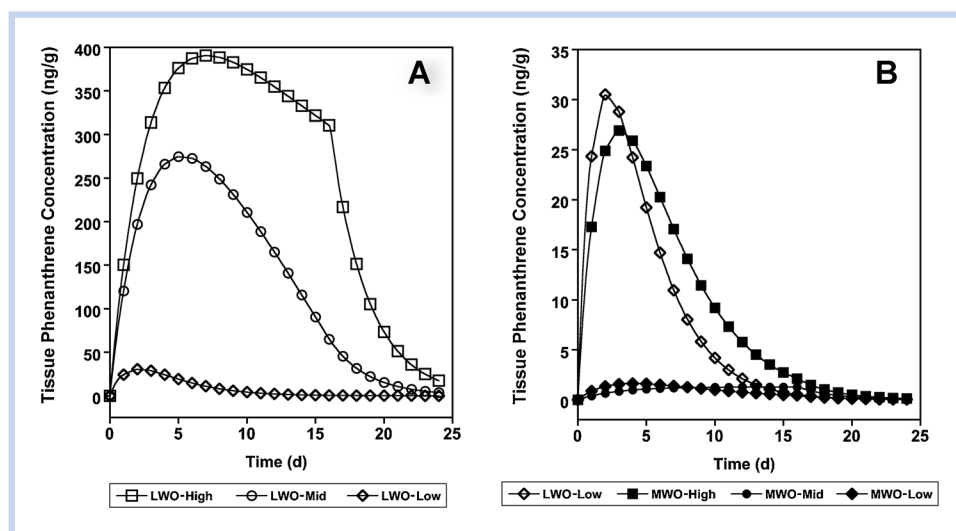 A
Tissue Phenanthrene Concentration (ng/g)
400
350
300
250
200
150
100
50
0
0 5 10 15 20 25
Time (d)
LWO-High LWO-Mid LWO-Low
B
Tissue Phenanthrene Concentration (ng/g)
35
30
25
20
15
10
5
0
0 5 10 15 20 25
Time (d)
LWO-Low MWO-High MWO-Mid MWO-Low